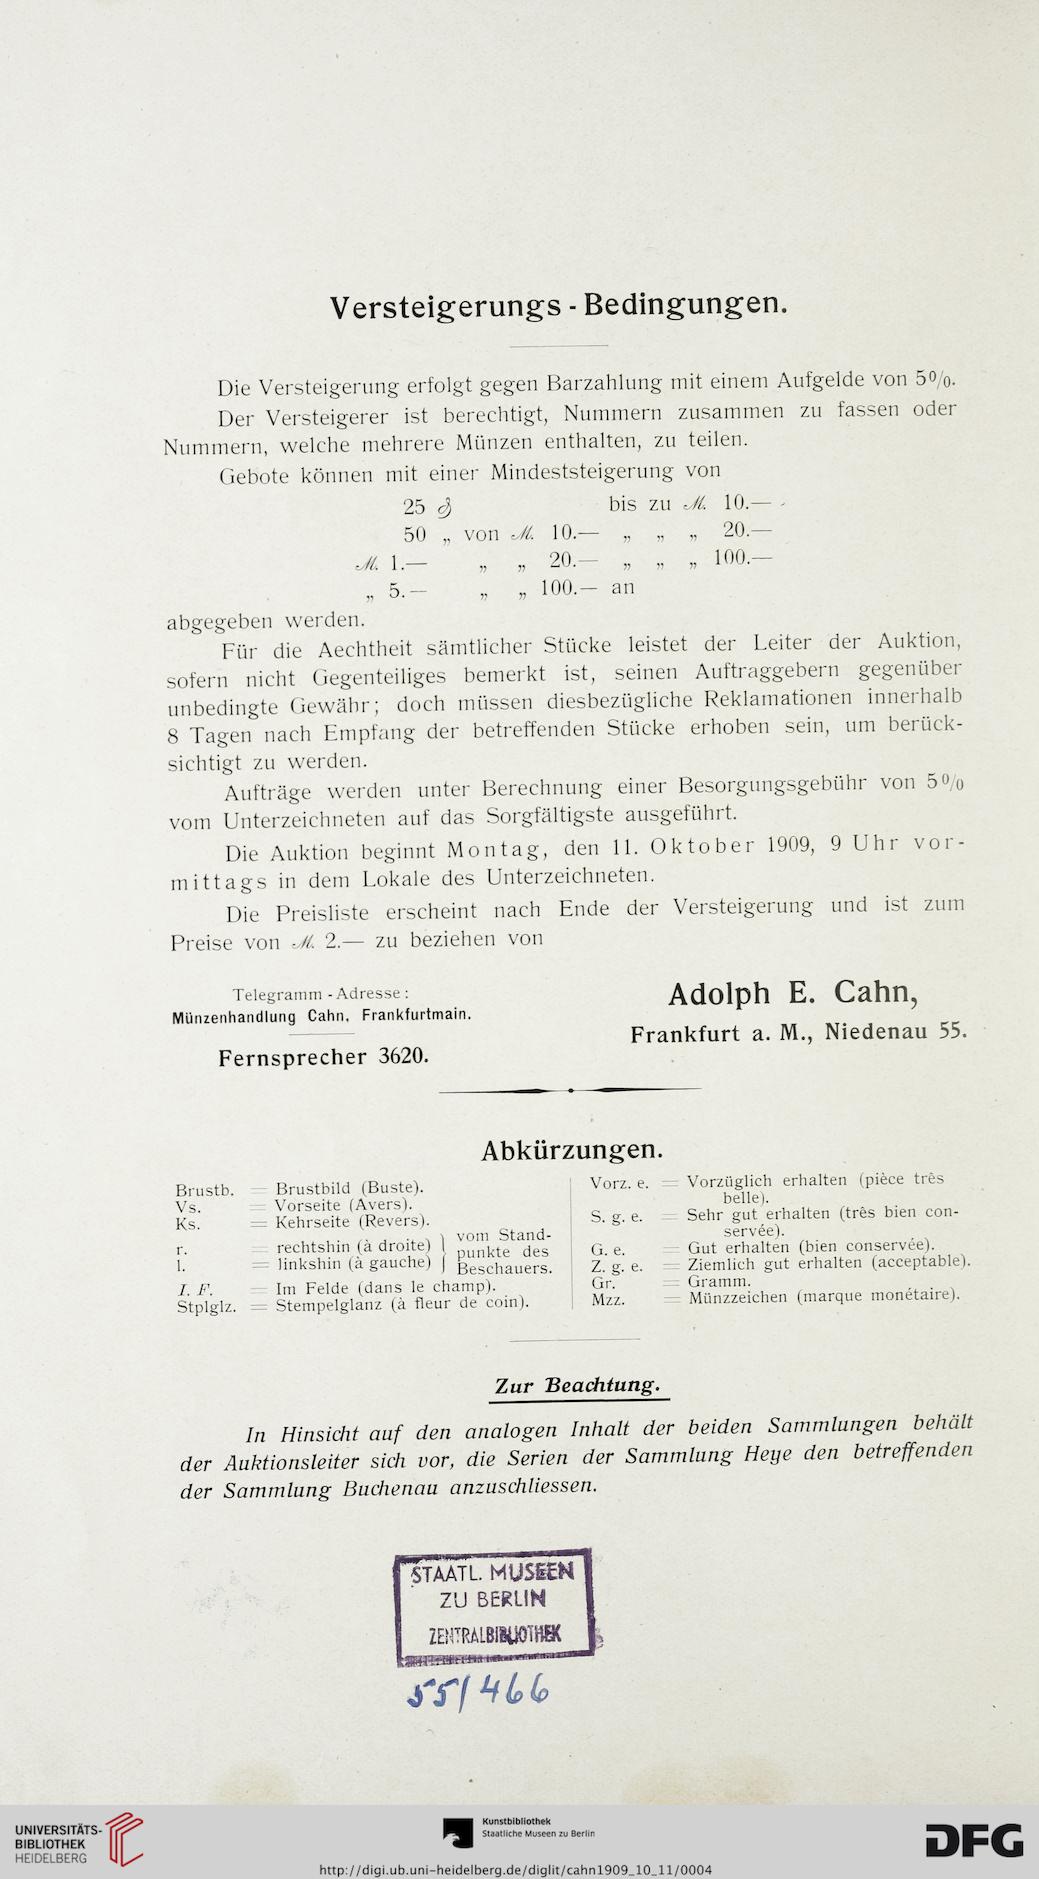 Versteigerungs-Bedingungen.
Die Versteigerung erfolgt gegen Barzahlung mit einem Aufgelde von 5%.
Der Versteigerer ist berechtigt, Nummern zusammen zu fassen oder
Nummern, welche mehrere Münzen enthalten, zu teilen.
Gebote können mit einer Mindeststeigerung von
25 ₰ bis zu ℳ. 10.—
50 „ von ℳ. 10.— „ „ „ 20.—
ℳ. 1.— „ „ 20.— „ „ „ 100.—
„ 5.— „ „ 100.— an
abgegeben werden.
Für die Aechtheit sämtlicher Stücke leistet der Leiter der Auktion,
sofern nicht Gegenteiliges bemerkt ist, seinen Auftraggebern gegenüber
unbedingte Gewähr; doch müssen diesbezügliche Reklamationen innerhalb
8 Tagen nach Empfang der betreffenden Stücke erhoben sein, um berück-
sichtigt zu werden.
Aufträge werden unter Berechnung einer Besorgungsgebühr von 5%
vom Unterzeichneten auf das Sorgfältigste ausgeführt.
Die Auktion beginnt Montag, den 11. Oktober 1909, 9 Uhr vor-
mittags in dem Lokale des Unterzeichneten.
Die Preisliste erscheint nach Ende der Versteigerung und ist zum
Preise von ℳ. 2.— zu beziehen von
Telegramm-Adresse:
Münzenhandlung Cahn, Frankfurtmain.
Fernsprecher 3620.
Adolph E. Cahn,
Frankfurt a. M., Niedenau 55.
Abkürzungen.
Brustb. = Brustbild (Buste).
Vs. = Vorseite (Avers).
Ks. = Kehrseite (Revers).
r. = rechtshin (à droite)
l. = linkshin (à gauche)
vom Stand-
punkte des
Beschauers.
I. F. = Im Felde (dans le champ).
Stplglz. = Stempelglanz (à fleur de coin).
Vorz. e. = Vorzüglich erhalten (pièce três
belle).
S. g. e. = Sehr gut erhalten (três bien con-
servée).
G. e. = Gut erhalten (bien conservée).
Z. g. e. = Ziemlich gut erhalten (acceptable).
Gr. = Gramm.
Mzz. = Münzzeichen (marque monétaire).
Zur Beachtung.
In Hinsicht auf den analogen Inhalt der beiden Sammlungen behält
der Auktionsleiter sich vor, die Serien der Sammlung Heye den betreffenden
der Sammlung Buchenau anzuschliessen.
STAATL. MUSEEN
ZU BERLIN
ZENTRALBIBLIOTHEK
55/466
UNIVERSITÄTS-
BIBLIOTHEK
HEIDELBERG
Kunstbibliothek
Staatliche Museen zu Berlin
http://digi.ub.uni-heidelberg.de/diglit/cahn1909_10_11/0004
DFG